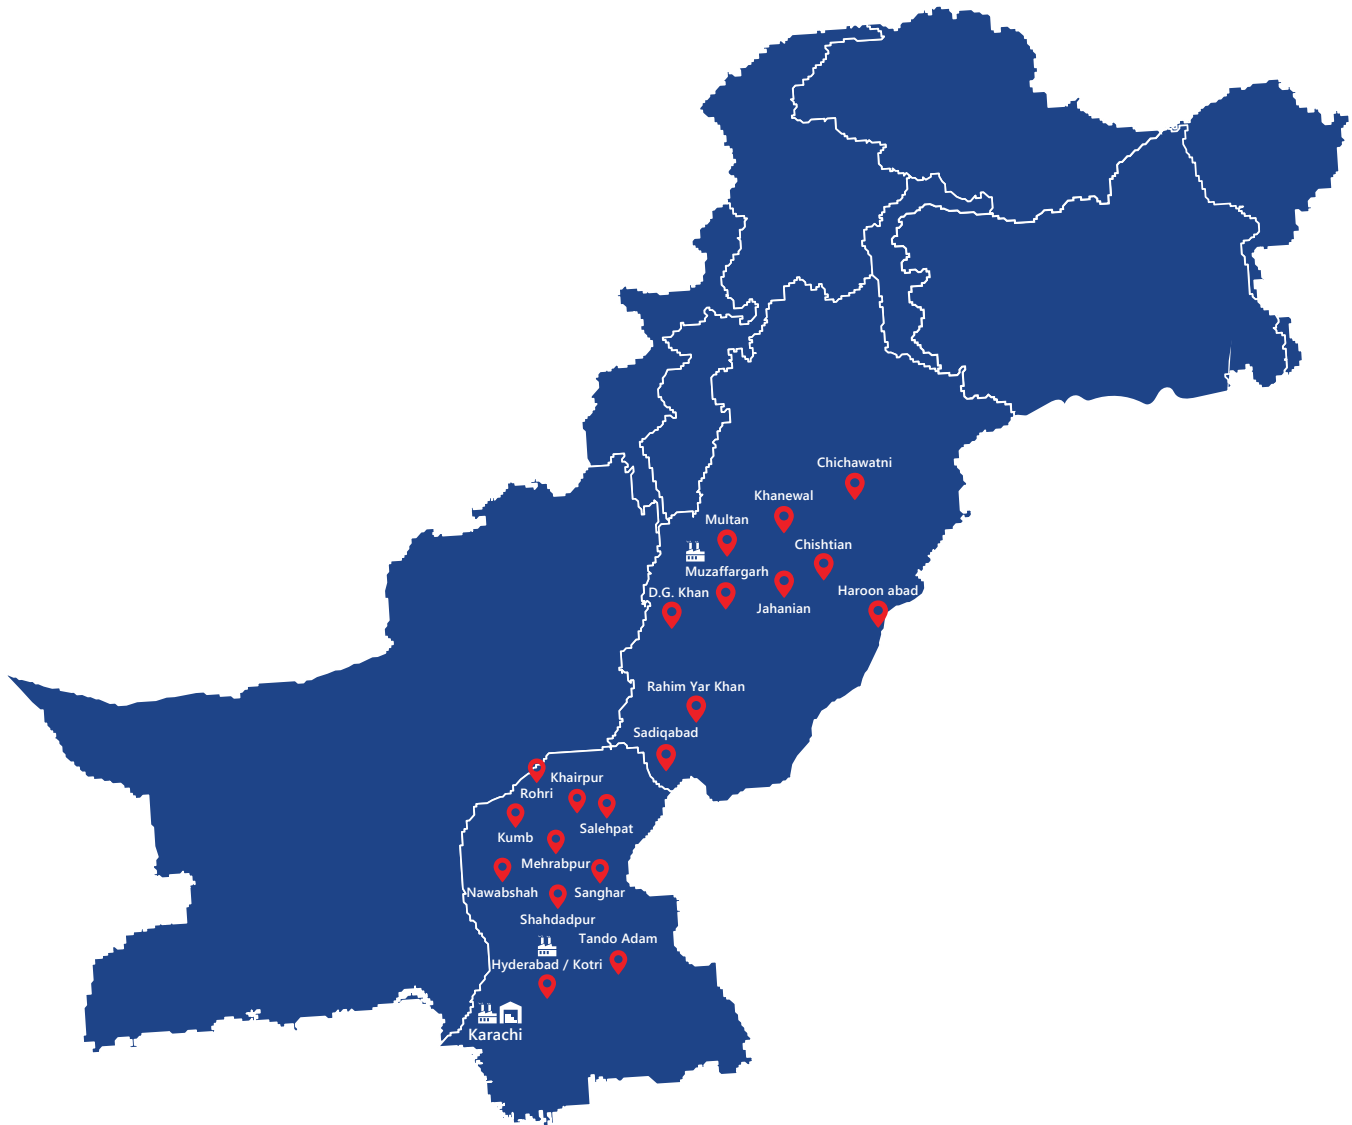 Chichawatni
Khanewal
Multan
Chishtian
Muzaffargarh
D.G. Khan
Haroon abad
Jahanian
Rahim Yar Khan
Sadiqabad
Khairpur
Rohri
Salehpat
Kumb
Mehrabpur
Nawabshah
Sanghar
Shahdadpur
Tando Adam
Hyderabad / Kotri
Karachi